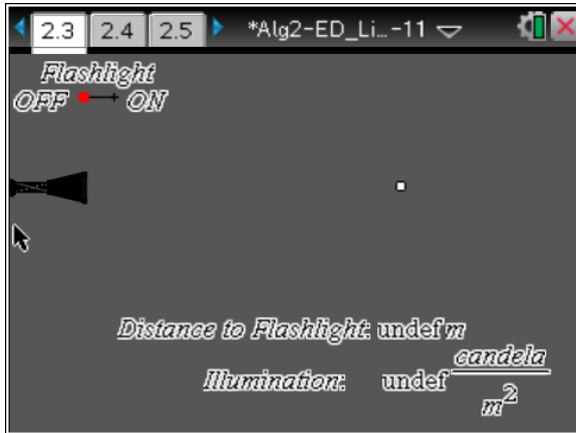 2.3 2.4 2.5 *Alg2-ED_Li...-11
Flashlight
OFF ON
Distance to Flashlight: undef m
Illumination: undef candela/m²